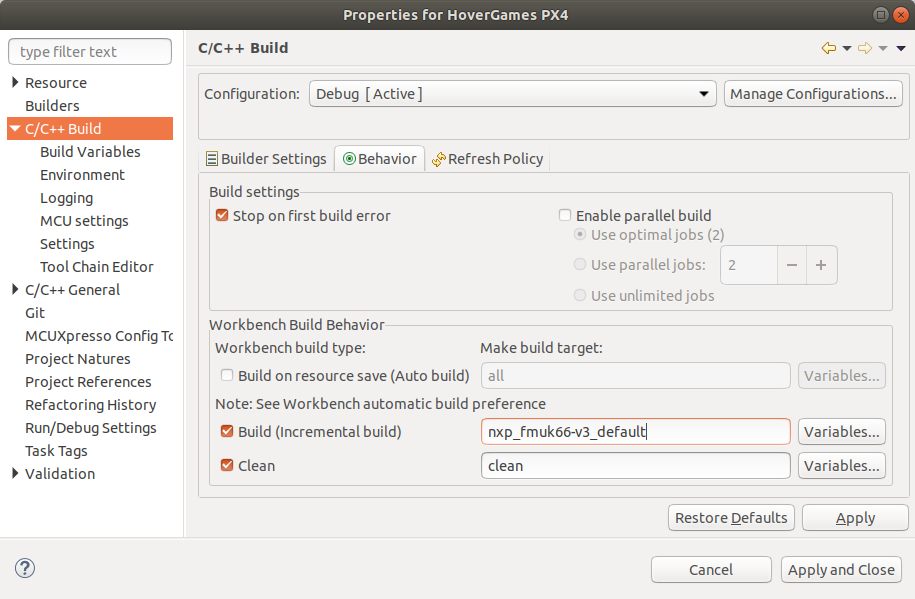 Properties for HoverGames PX4
type filter text
Resource
Builders
C/C++ Build
Build Variables
Environment
Logging
MCU settings
Settings
Tool Chain Editor
C/C++ General
Git
MCUXpresso Config To
Project Natures
Project References
Refactoring History
Run/Debug Settings
Task Tags
Validation
C/C++ Build
Configuration: Debug [ Active ] Manage Configurations...
Builder Settings Behavior Refresh Policy
Build settings
Stop on first build error Enable parallel build
Use optimal jobs (2)
Use parallel jobs: 2 − +
Use unlimited jobs
Workbench Build Behavior
Workbench build type: Make build target:
Build on resource save (Auto build) all Variables...
Note: See Workbench automatic build preference
Build (Incremental build) nxp_fmuk66-v3_default Variables...
Clean clean Variables...
Restore Defaults Apply
? Cancel Apply and Close